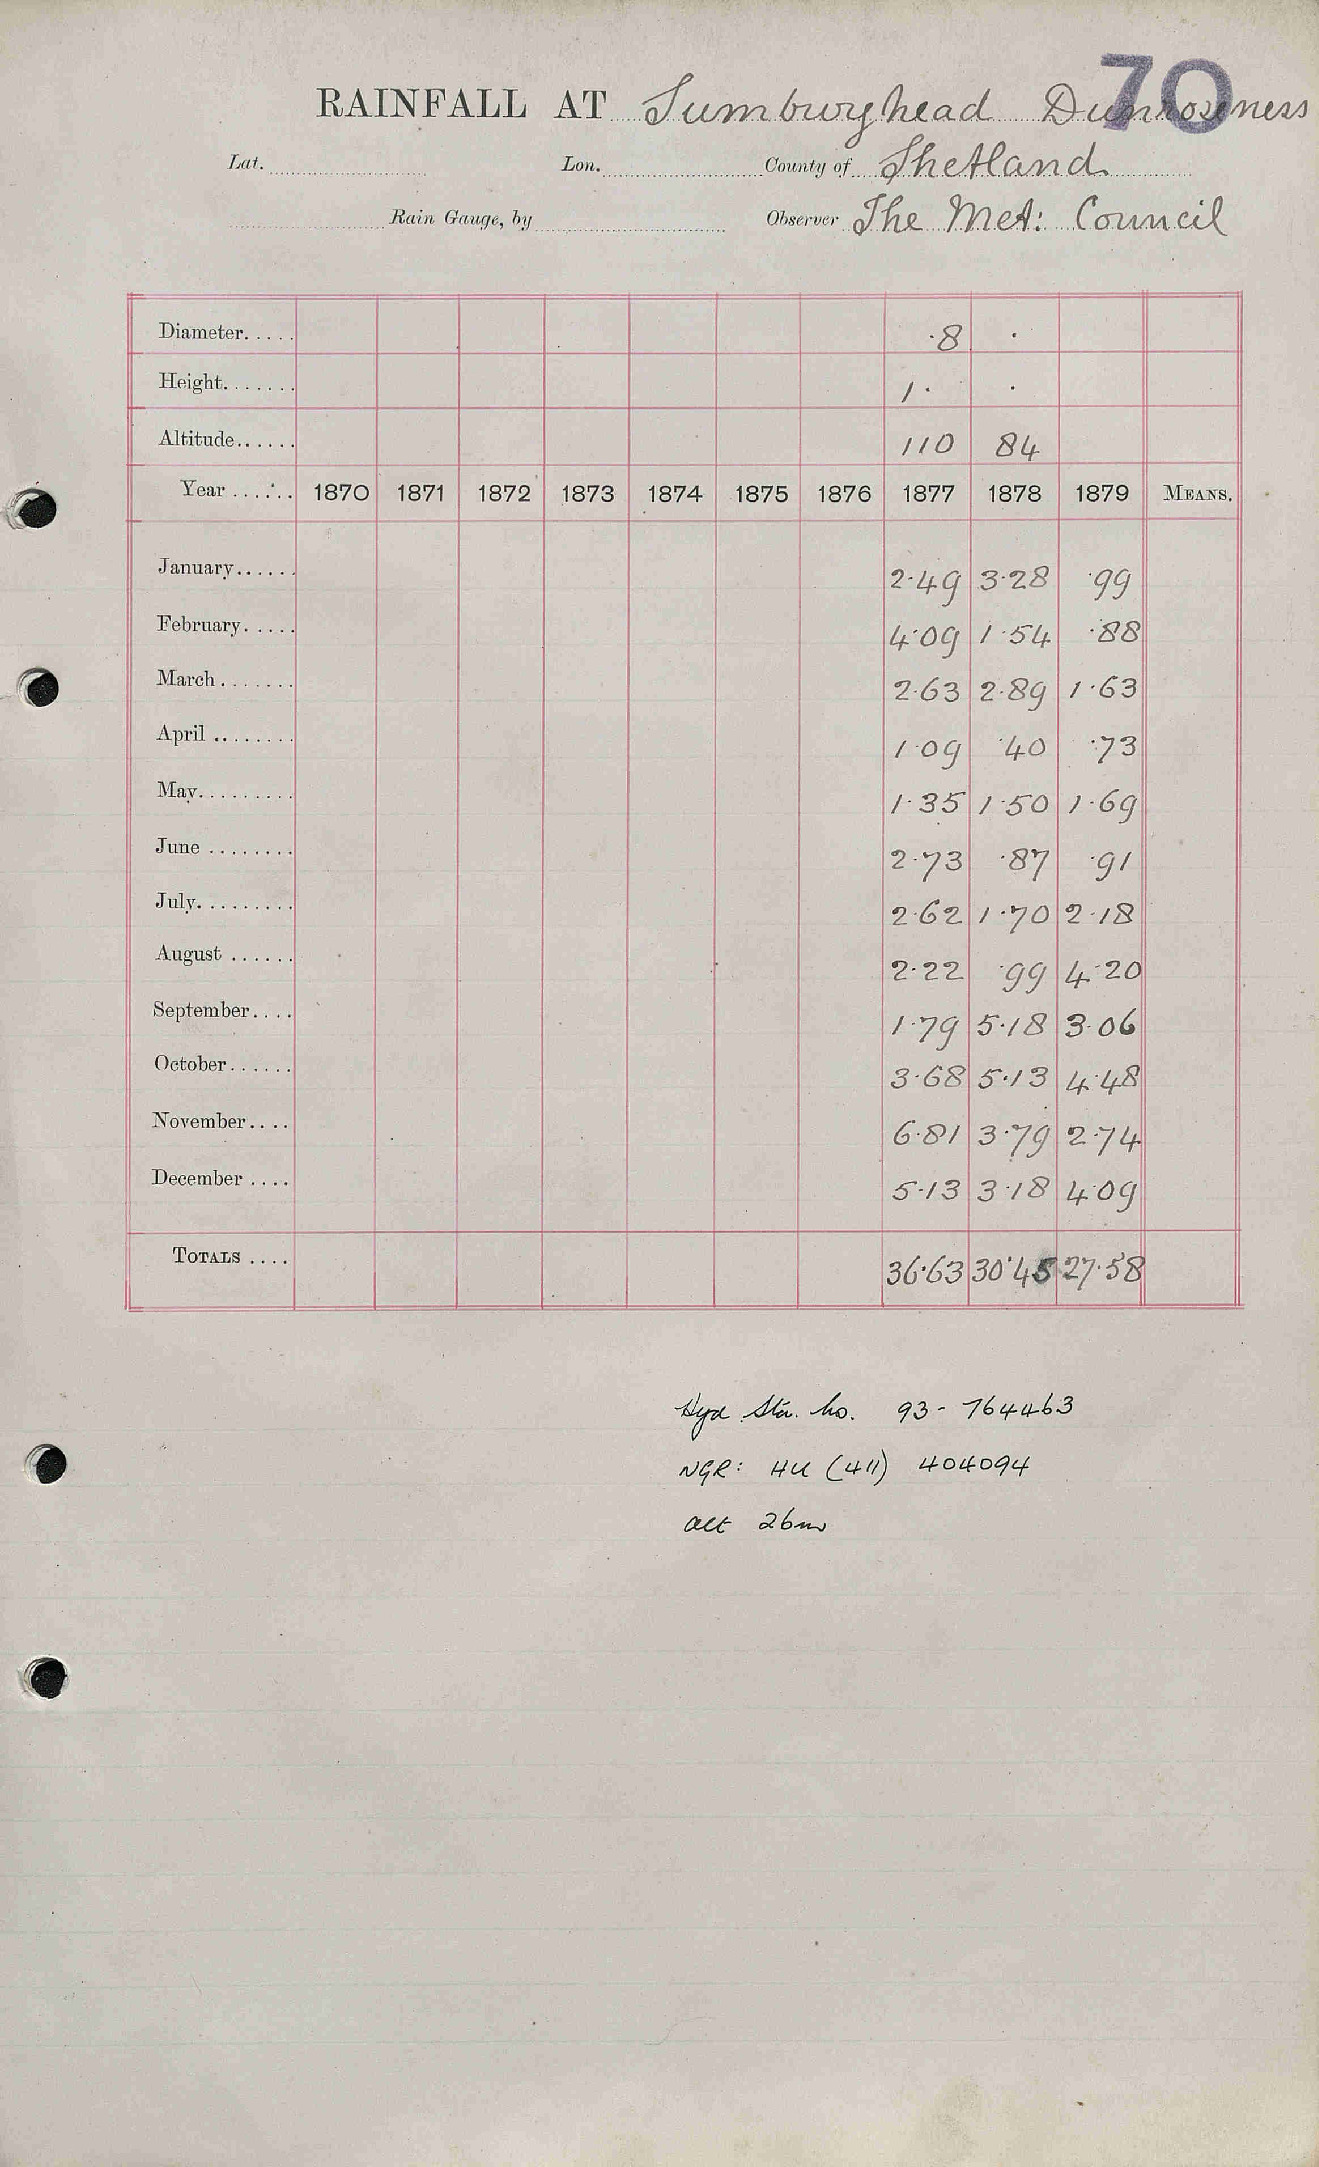 70
RAINFALL AT Sumburghead Dunrossness
Lat. Lon. County of Shetland.
Rain Gauge, by Observer The Met: Council
Diameter..... ·8 ·
Height....... 1· ·
Altitude...... 110 84
Year ...... 1870 1871 1872 1873 1874 1875 1876 1877 1878 1879 MEANS.
January...... 2·49 3·28 ·99
February..... 4·09 1·54 ·88
March....... 2·63 2·89 1·63
April ........ 1·09 ·40 ·73
May......... 1·35 1·50 1·69
June ........ 2·73 ·87 ·91
July......... 2·62 1·70 2·18
August ...... 2·22 ·99 4·20
September.... 1·79 5·18 3·06
October...... 3·68 5·13 4·48
November.... 6·81 3·79 2·74
December .... 5·13 3·18 4·09
TOTALS .... 36·63 30·45 27·58
Hyd Stn. No. 93 - 764463
NGR: HU (411) 404094
alt 26m